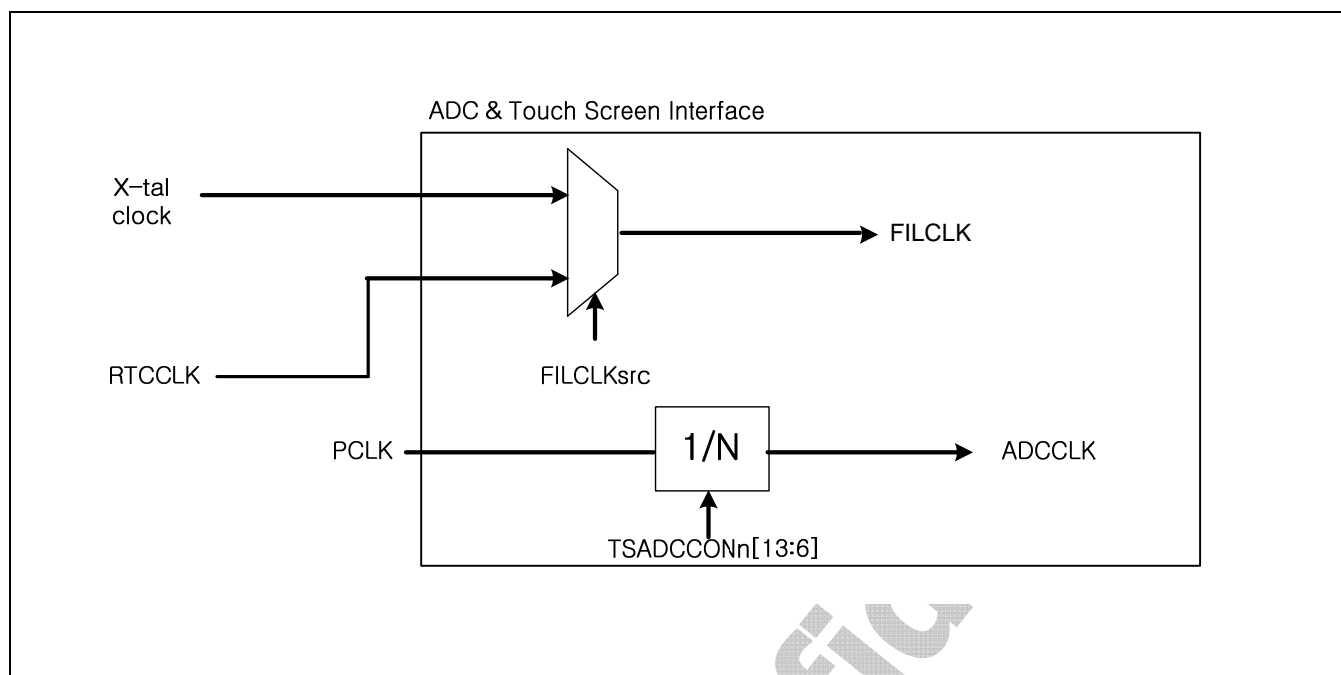 ADC & Touch Screen Interface
X-tal
clock
FILCLK
RTCCLK
FILCLKsrc
PCLK
1/N
ADCCLK
TSADCCONn[13:6]